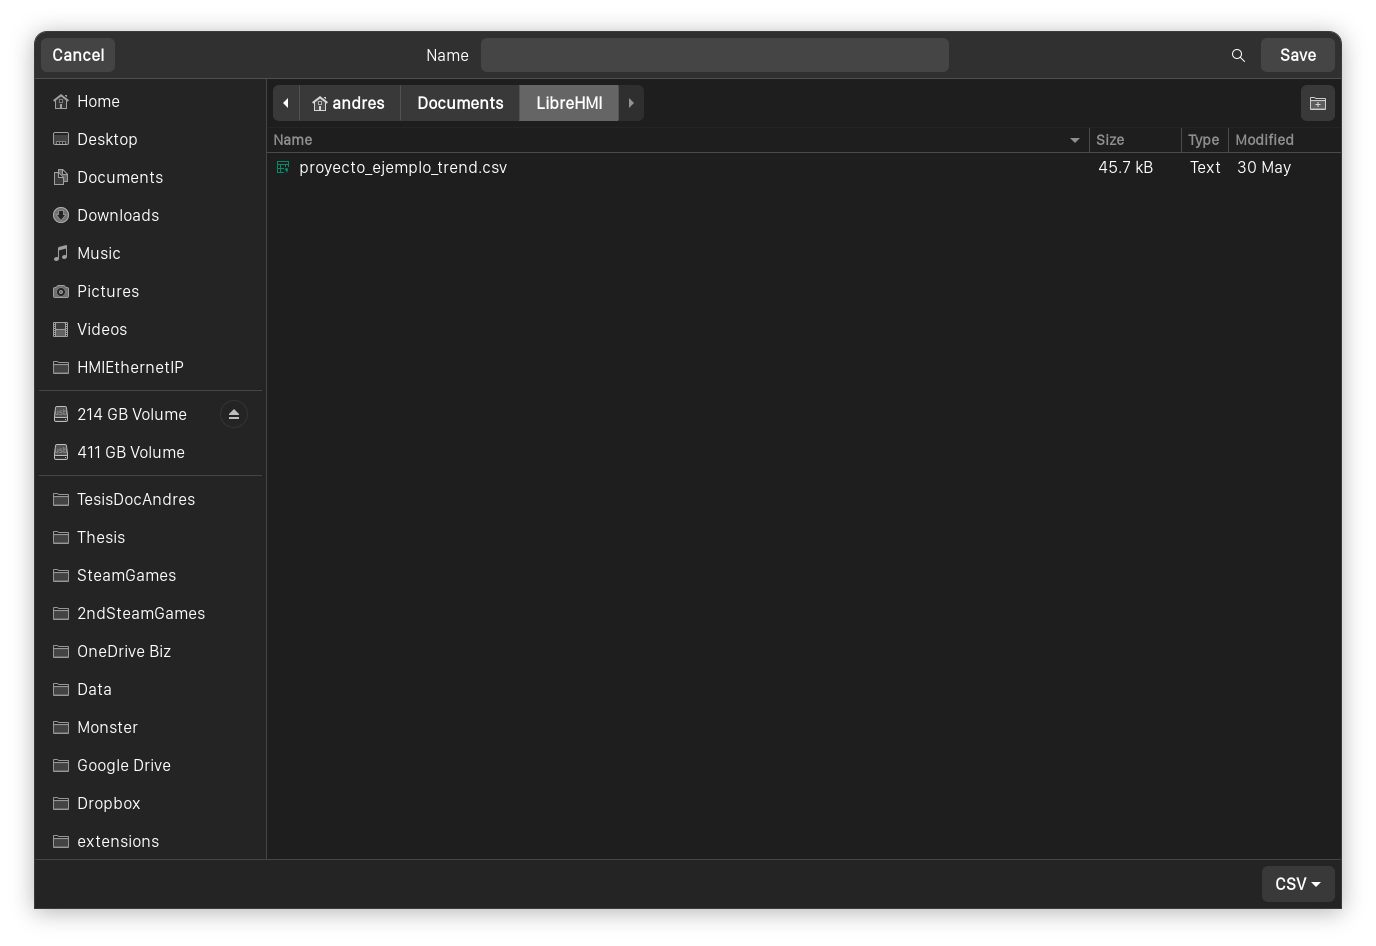 Cancel
Name
Save
Home
Desktop
Documents
Downloads
Music
Pictures
Videos
HMIEthernetIP
214 GB Volume
411 GB Volume
TesisDocAndres
Thesis
SteamGames
2ndSteamGames
OneDrive Biz
Data
Monster
Google Drive
Dropbox
extensions
andres Documents LibreHMI
Name Size Type Modified
proyecto_ejemplo_trend.csv 45.7 kB Text 30 May
CSV